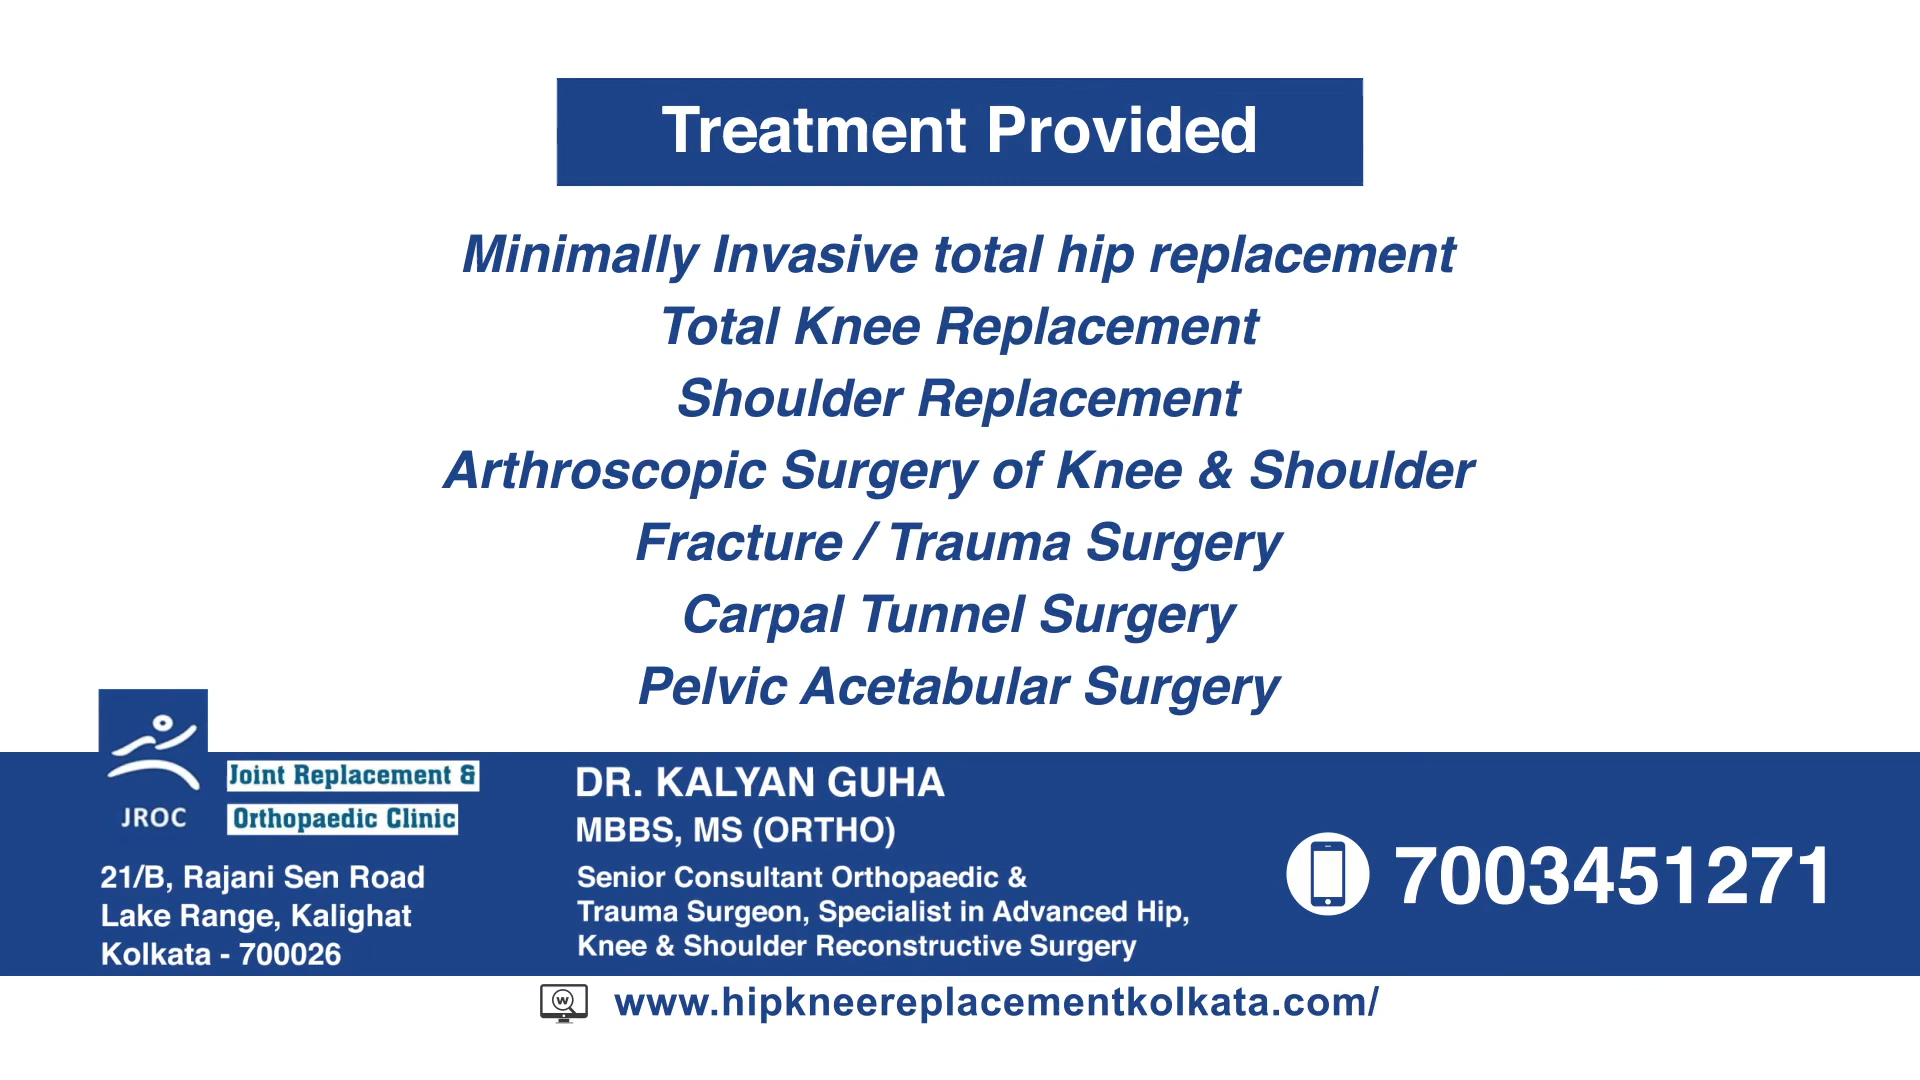 Treatment Provided
Minimally Invasive total hip replacement
Total Knee Replacement
Shoulder Replacement
Arthroscopic Surgery of Knee & Shoulder
Fracture / Trauma Surgery
Carpal Tunnel Surgery
Pelvic Acetabular Surgery
JROC
Joint Replacement &
Orthopaedic Clinic
21/B, Rajani Sen Road
Lake Range, Kalighat
Kolkata - 700026
DR. KALYAN GUHA
MBBS, MS (ORTHO)
Senior Consultant Orthopaedic &
Trauma Surgeon, Specialist in Advanced Hip,
Knee & Shoulder Reconstructive Surgery
7003451271
W
www.hipkneereplacementkolkata.com/